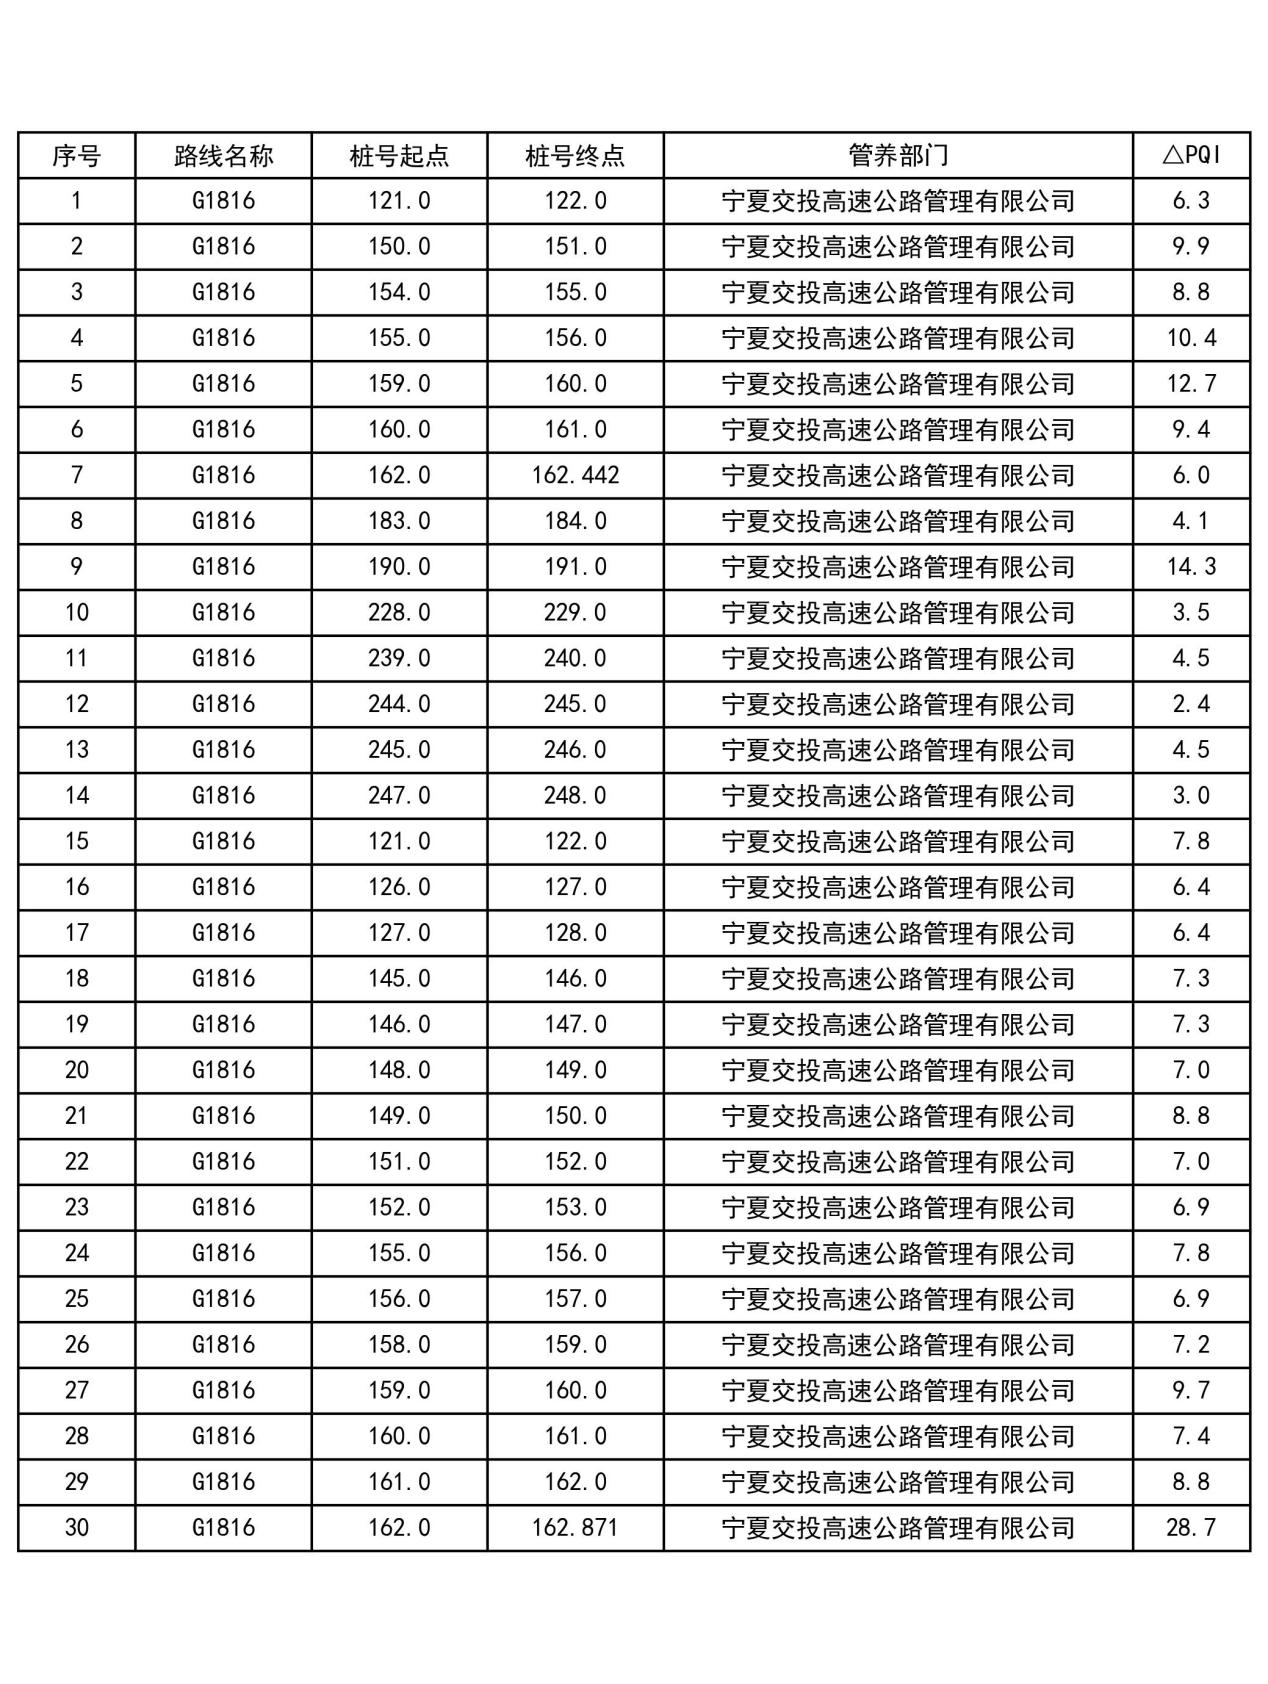 序号 路线名称 桩号起点 桩号终点 管养部门 △PQI
1 G1816 121.0 122.0 宁夏交投高速公路管理有限公司 6.3
2 G1816 150.0 151.0 宁夏交投高速公路管理有限公司 9.9
3 G1816 154.0 155.0 宁夏交投高速公路管理有限公司 8.8
4 G1816 155.0 156.0 宁夏交投高速公路管理有限公司 10.4
5 G1816 159.0 160.0 宁夏交投高速公路管理有限公司 12.7
6 G1816 160.0 161.0 宁夏交投高速公路管理有限公司 9.4
7 G1816 162.0 162.442 宁夏交投高速公路管理有限公司 6.0
8 G1816 183.0 184.0 宁夏交投高速公路管理有限公司 4.1
9 G1816 190.0 191.0 宁夏交投高速公路管理有限公司 14.3
10 G1816 228.0 229.0 宁夏交投高速公路管理有限公司 3.5
11 G1816 239.0 240.0 宁夏交投高速公路管理有限公司 4.5
12 G1816 244.0 245.0 宁夏交投高速公路管理有限公司 2.4
13 G1816 245.0 246.0 宁夏交投高速公路管理有限公司 4.5
14 G1816 247.0 248.0 宁夏交投高速公路管理有限公司 3.0
15 G1816 121.0 122.0 宁夏交投高速公路管理有限公司 7.8
16 G1816 126.0 127.0 宁夏交投高速公路管理有限公司 6.4
17 G1816 127.0 128.0 宁夏交投高速公路管理有限公司 6.4
18 G1816 145.0 146.0 宁夏交投高速公路管理有限公司 7.3
19 G1816 146.0 147.0 宁夏交投高速公路管理有限公司 7.3
20 G1816 148.0 149.0 宁夏交投高速公路管理有限公司 7.0
21 G1816 149.0 150.0 宁夏交投高速公路管理有限公司 8.8
22 G1816 151.0 152.0 宁夏交投高速公路管理有限公司 7.0
23 G1816 152.0 153.0 宁夏交投高速公路管理有限公司 6.9
24 G1816 155.0 156.0 宁夏交投高速公路管理有限公司 7.8
25 G1816 156.0 157.0 宁夏交投高速公路管理有限公司 6.9
26 G1816 158.0 159.0 宁夏交投高速公路管理有限公司 7.2
27 G1816 159.0 160.0 宁夏交投高速公路管理有限公司 9.7
28 G1816 160.0 161.0 宁夏交投高速公路管理有限公司 7.4
29 G1816 161.0 162.0 宁夏交投高速公路管理有限公司 8.8
30 G1816 162.0 162.871 宁夏交投高速公路管理有限公司 28.7